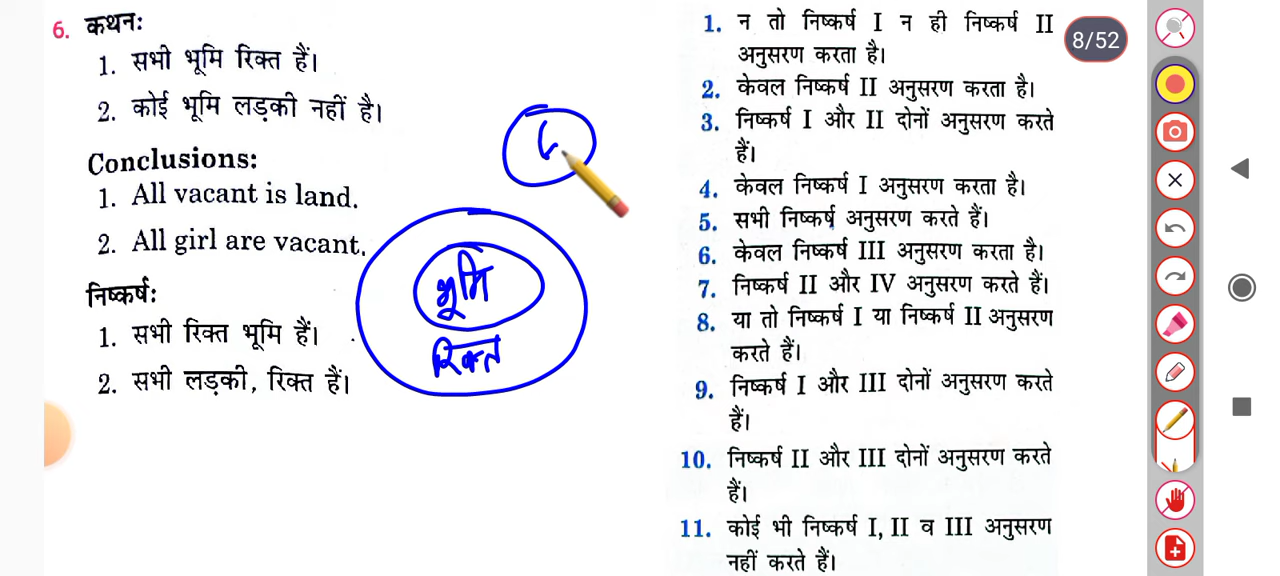 6. कथनः
1. सभी भूमि रिक्त हैं।
2. कोई भूमि लड़की नहीं है।
Conclusions:
1. All vacant is land.
2. All girl are vacant.
निष्कर्षः
1. सभी रिक्त भूमि हैं।
2. सभी लड़की, रिक्त हैं।
भूमि
रिक्त
1. न तो निष्कर्ष I न ही निष्कर्ष II
अनुसरण करता है।
2. केवल निष्कर्ष II अनुसरण करता है।
3. निष्कर्ष I और II दोनों अनुसरण करते
हैं।
4. केवल निष्कर्ष I अनुसरण करता है।
5. सभी निष्कर्ष अनुसरण करते हैं।
6. केवल निष्कर्ष III अनुसरण करता है।
7. निष्कर्ष II और IV अनुसरण करते हैं।
8. या तो निष्कर्ष I या निष्कर्ष II अनुसरण
करते हैं।
9. निष्कर्ष I और III दोनों अनुसरण करते
हैं।
10. निष्कर्ष II और III दोनों अनुसरण करते
हैं।
11. कोई भी निष्कर्ष I, II व III अनुसरण
नहीं करते हैं।
8/52